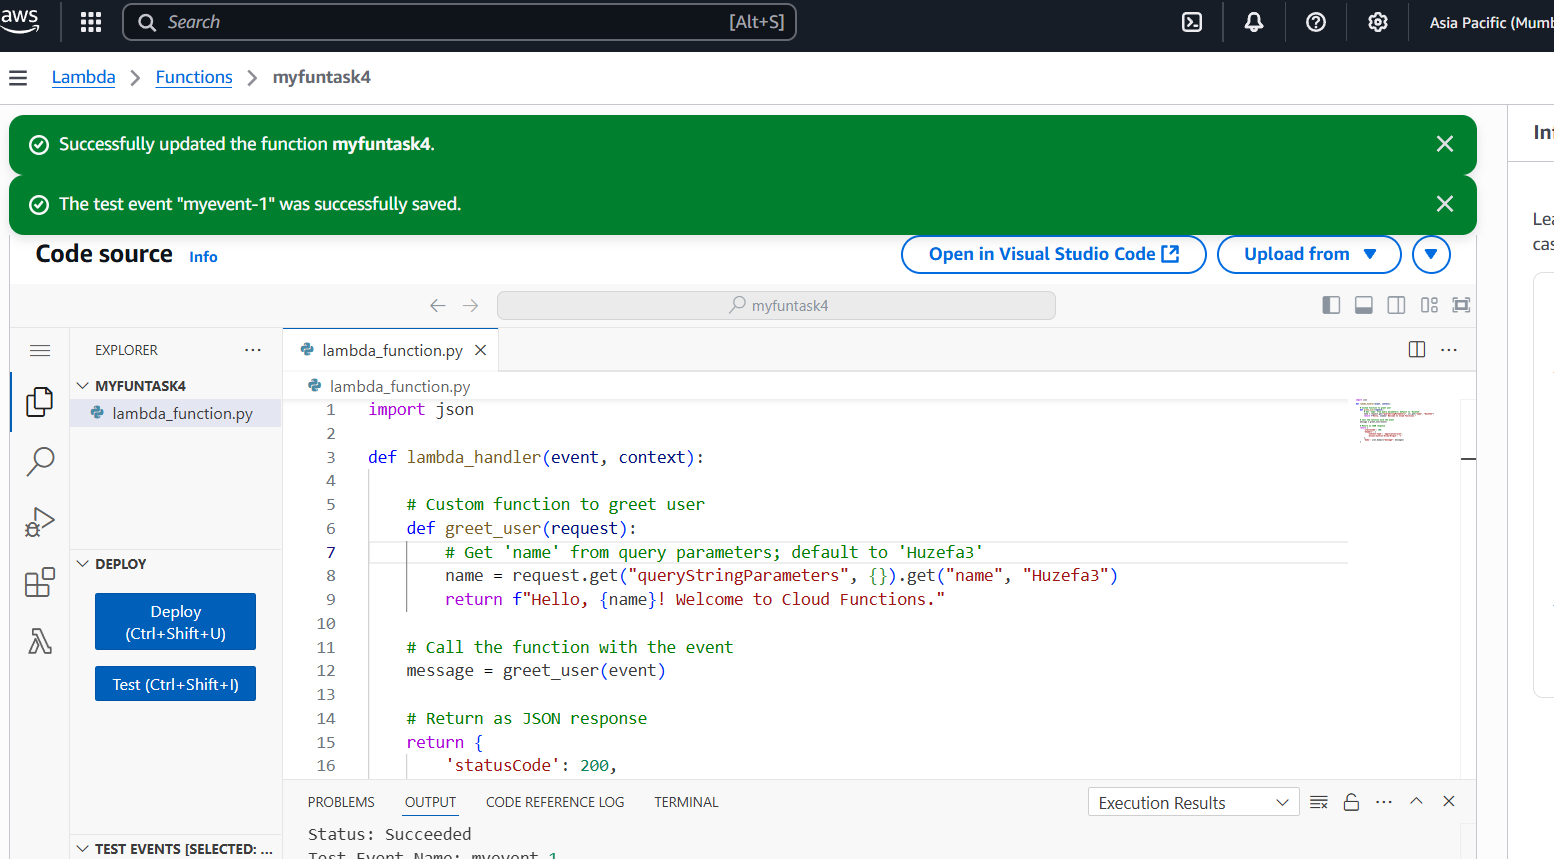 aws
Search
[Alt+S]
Asia Pacific (Mumb
Lambda
Functions
myfuntask4
Successfully updated the function myfuntask4.
The test event "myevent-1" was successfully saved.
Code source
Info
Open in Visual Studio Code
Upload from
myfuntask4
EXPLORER
MYFUNTASK4
lambda_function.py
DEPLOY
Deploy
(Ctrl+Shift+U)
Test (Ctrl+Shift+I)
TEST EVENTS [SELECTED: ...
lambda_function.py
lambda_function.py
1 import json
2
3 def lambda_handler(event, context):
4
5     # Custom function to greet user
6     def greet_user(request):
7         # Get 'name' from query parameters; default to 'Huzefa3'
8         name = request.get("queryStringParameters", {}).get("name", "Huzefa3")
9         return f"Hello, {name}! Welcome to Cloud Functions."
10
11     # Call the function with the event
12     message = greet_user(event)
13
14     # Return as JSON response
15     return {
16         'statusCode': 200,
PROBLEMS
OUTPUT
CODE REFERENCE LOG
TERMINAL
Execution Results
Status: Succeeded
Test Event Name: myevent-1
Lea
cas